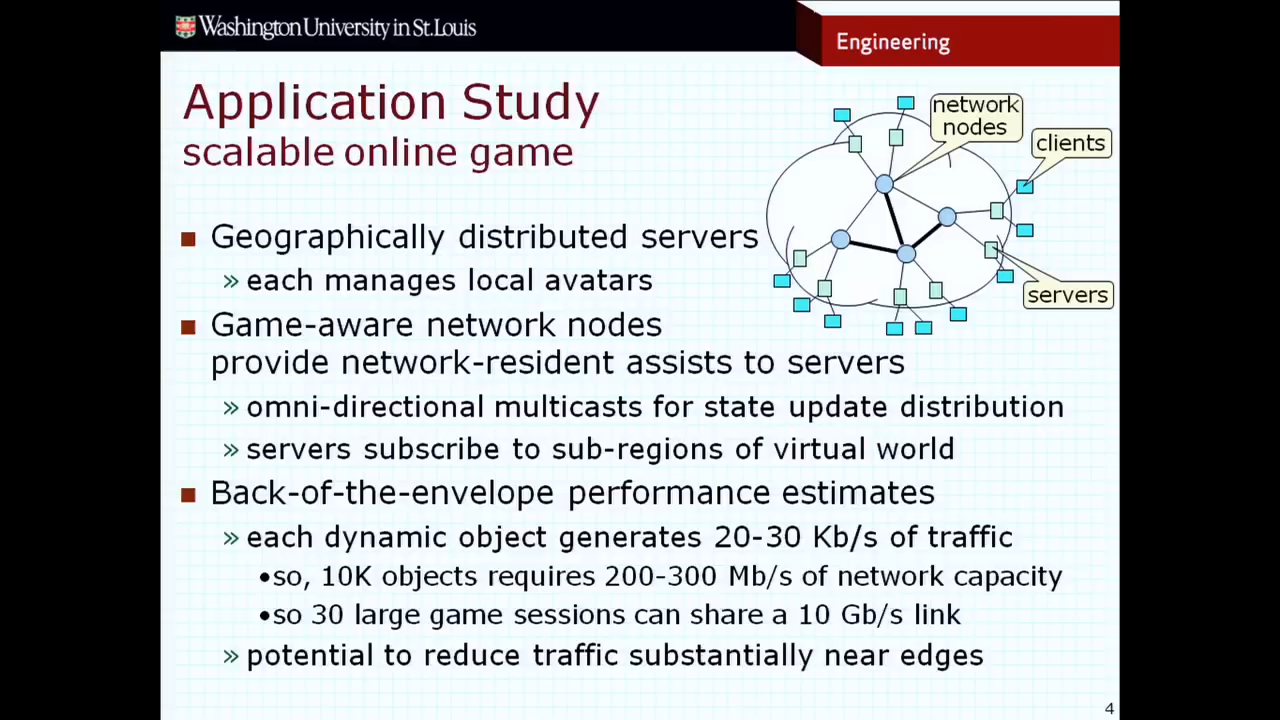 Washington University in St.Louis
Engineering
Application Study
scalable online game
network
nodes
clients
servers
■ Geographically distributed servers
» each manages local avatars
■ Game-aware network nodes
provide network-resident assists to servers
» omni-directional multicasts for state update distribution
» servers subscribe to sub-regions of virtual world
■ Back-of-the-envelope performance estimates
» each dynamic object generates 20-30 Kb/s of traffic
•so, 10K objects requires 200-300 Mb/s of network capacity
•so 30 large game sessions can share a 10 Gb/s link
» potential to reduce traffic substantially near edges
4